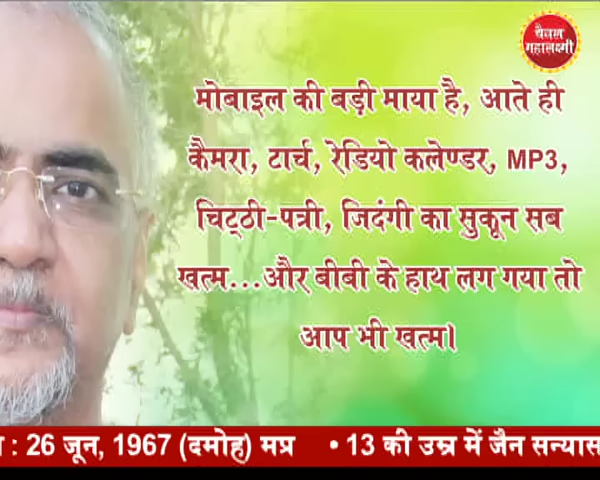 चैनल
महालक्ष्मी
मोबाइल की बड़ी माया है, आते ही
कैमरा, टार्च, रेडियो कलेण्डर, MP3,
चिट्ठी-पत्री, जिदंगी का सुकून सब
खत्म...और बीबी के हाथ लग गया तो
आप भी खत्म।
: 26 जून, 1967 (दमोह) मप्र • 13 की उम्र में जैन सन्यास